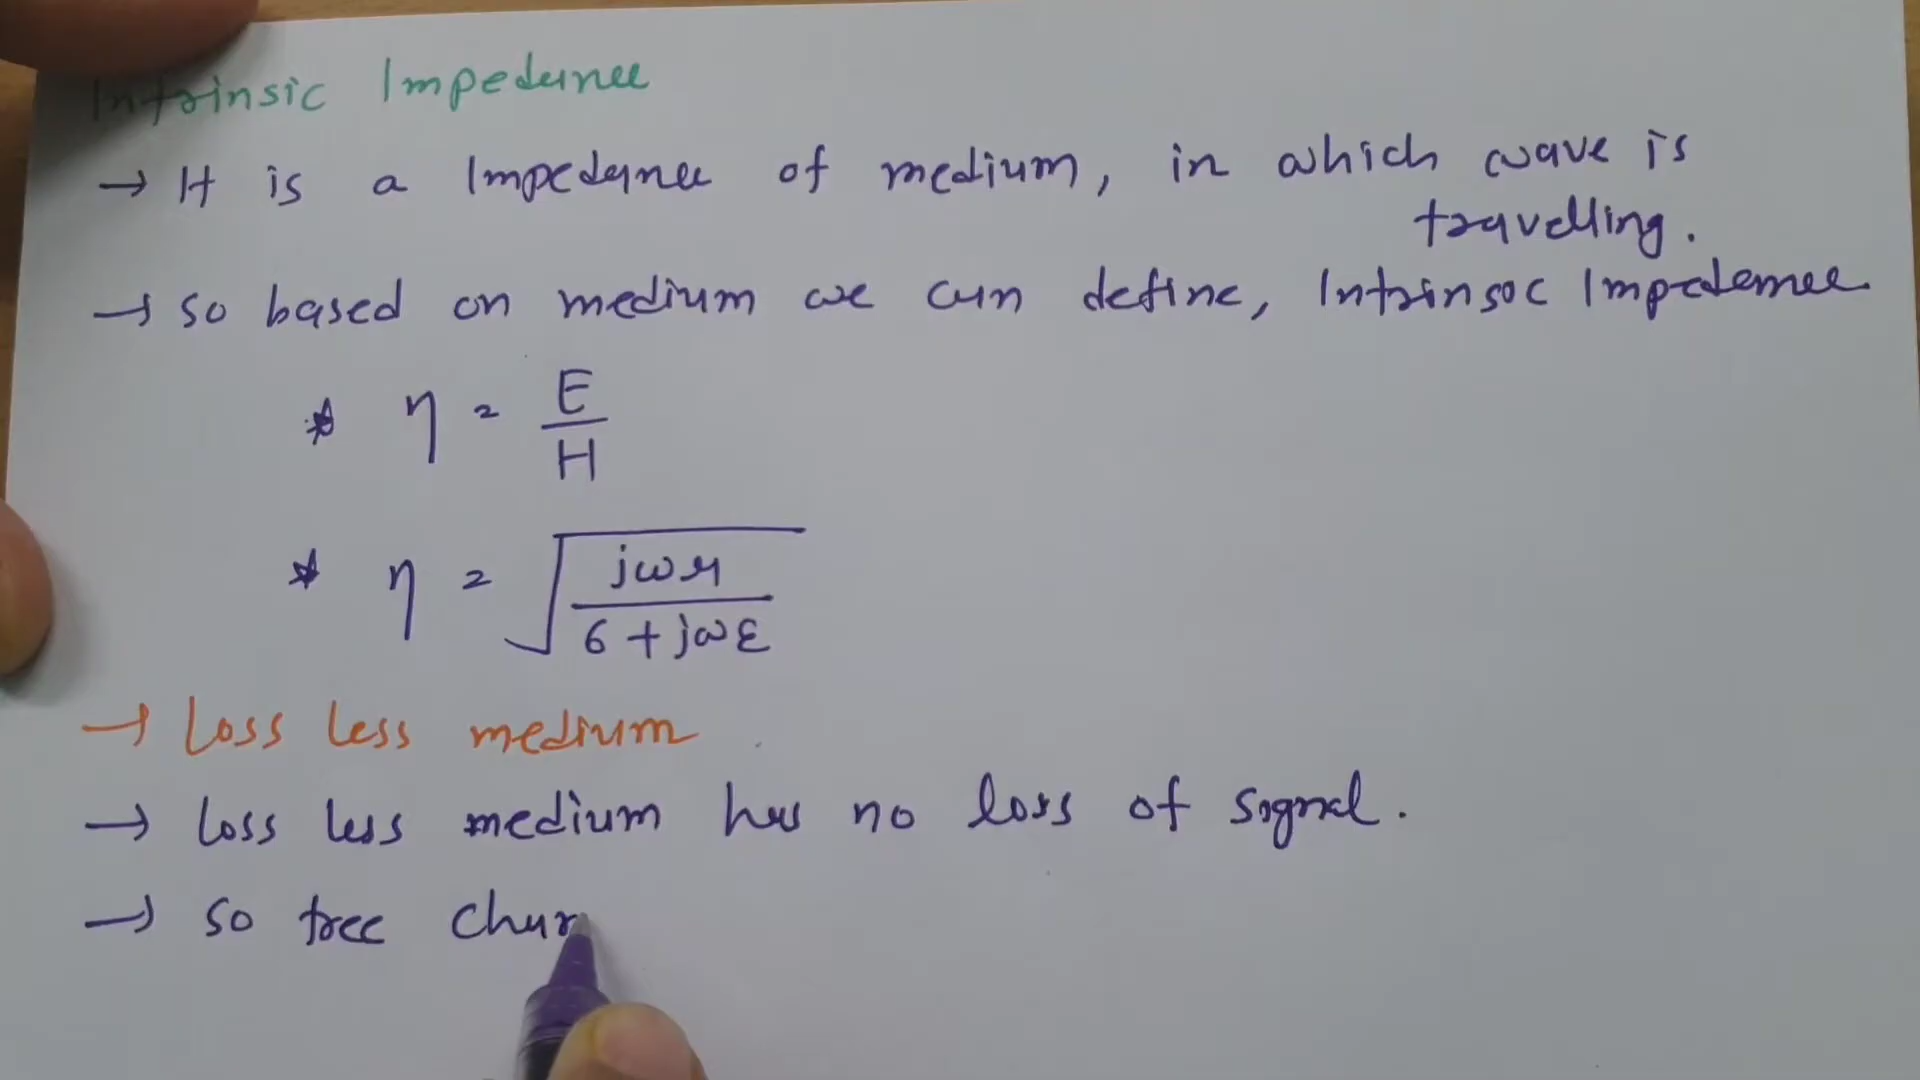 Intrinsic Impedance
→ It is a Impedance of medium, in which wave is
travelling.
→ so based on medium we can define, Intrinsoc Impedance
* η = E/H
* η = √(jωμ / (σ + jωε))
→ Loss less medium
→ Loss less medium has no loss of signal.
→ so free char